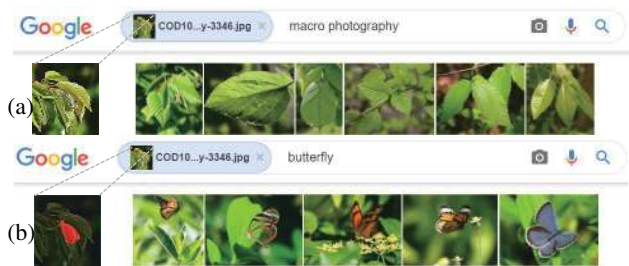 Google COD10...y-3346.jpg × macro photography
(a)
Google COD10...y-3346.jpg × butterfly
(b)